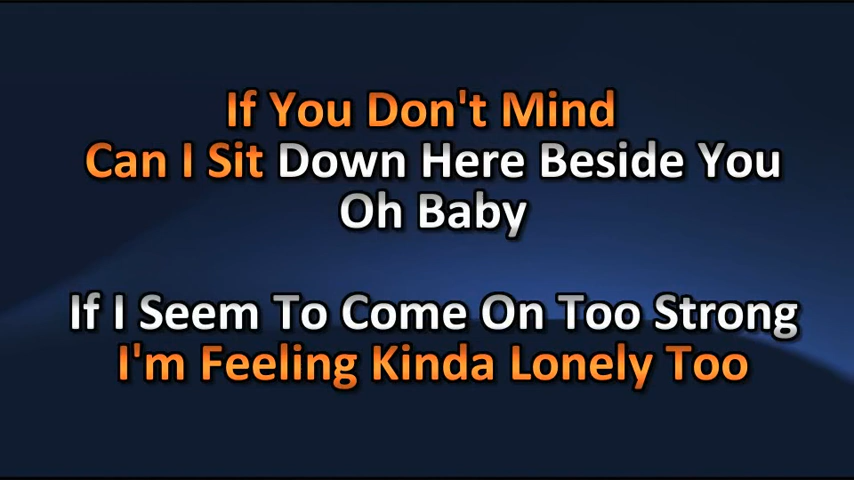 If You Don't Mind
Can I Sit Down Here Beside You
Oh Baby
If I Seem To Come On Too Strong
I'm Feeling Kinda Lonely Too